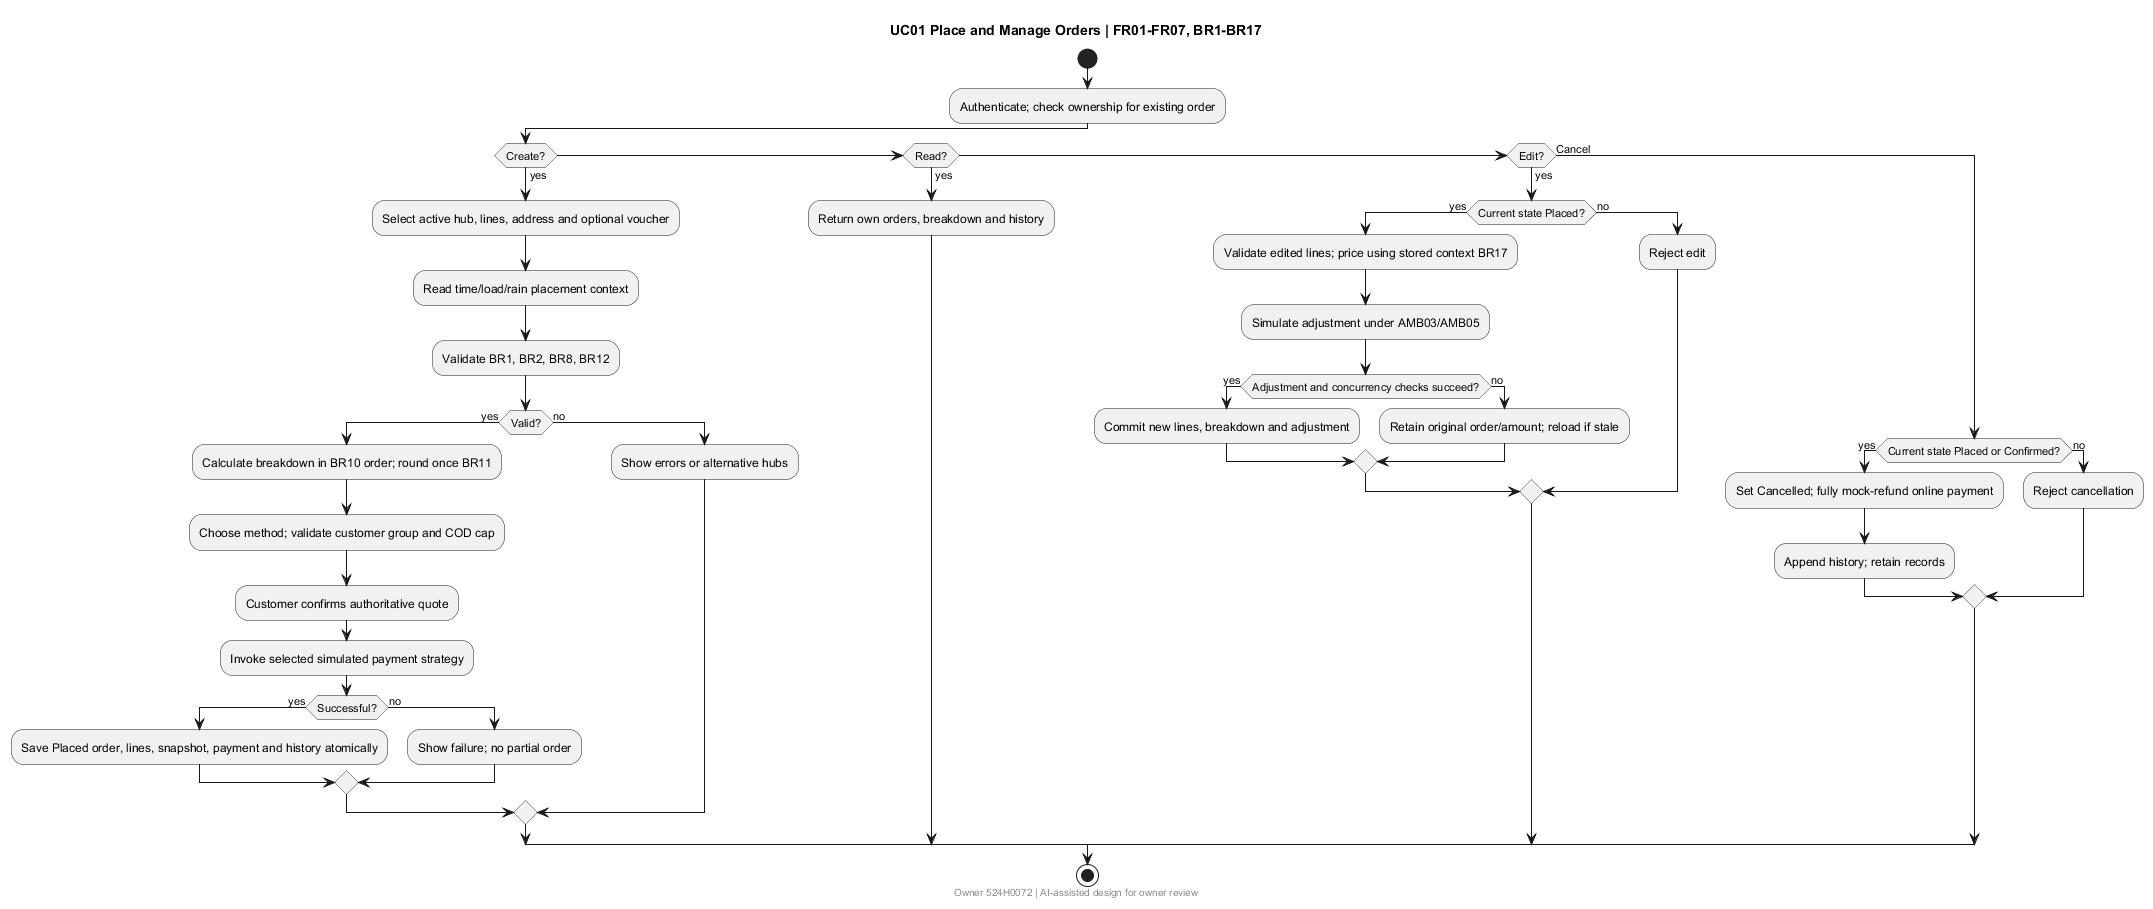 UC01 Place and Manage Orders | FR01-FR07, BR1-BR17
Authenticate; check ownership for existing order
Create?
yes
Select active hub, lines, address and optional voucher
Read time/load/rain placement context
Validate BR1, BR2, BR8, BR12
Valid?
yes
no
Calculate breakdown in BR10 order; round once BR11
Choose method; validate customer group and COD cap
Customer confirms authoritative quote
Invoke selected simulated payment strategy
Successful?
yes
no
Save Placed order, lines, snapshot, payment and history atomically
Show failure; no partial order
Show errors or alternative hubs
Read?
yes
Return own orders, breakdown and history
Edit?
yes
Current state Placed?
yes
no
Validate edited lines; price using stored context BR17
Simulate adjustment under AMB03/AMB05
Adjustment and concurrency checks succeed?
yes
no
Commit new lines, breakdown and adjustment
Retain original order/amount; reload if stale
Reject edit
Cancel
Current state Placed or Confirmed?
yes
no
Set Cancelled; fully mock-refund online payment
Append history; retain records
Reject cancellation
Owner 524H0072 | AI-assisted design for owner review